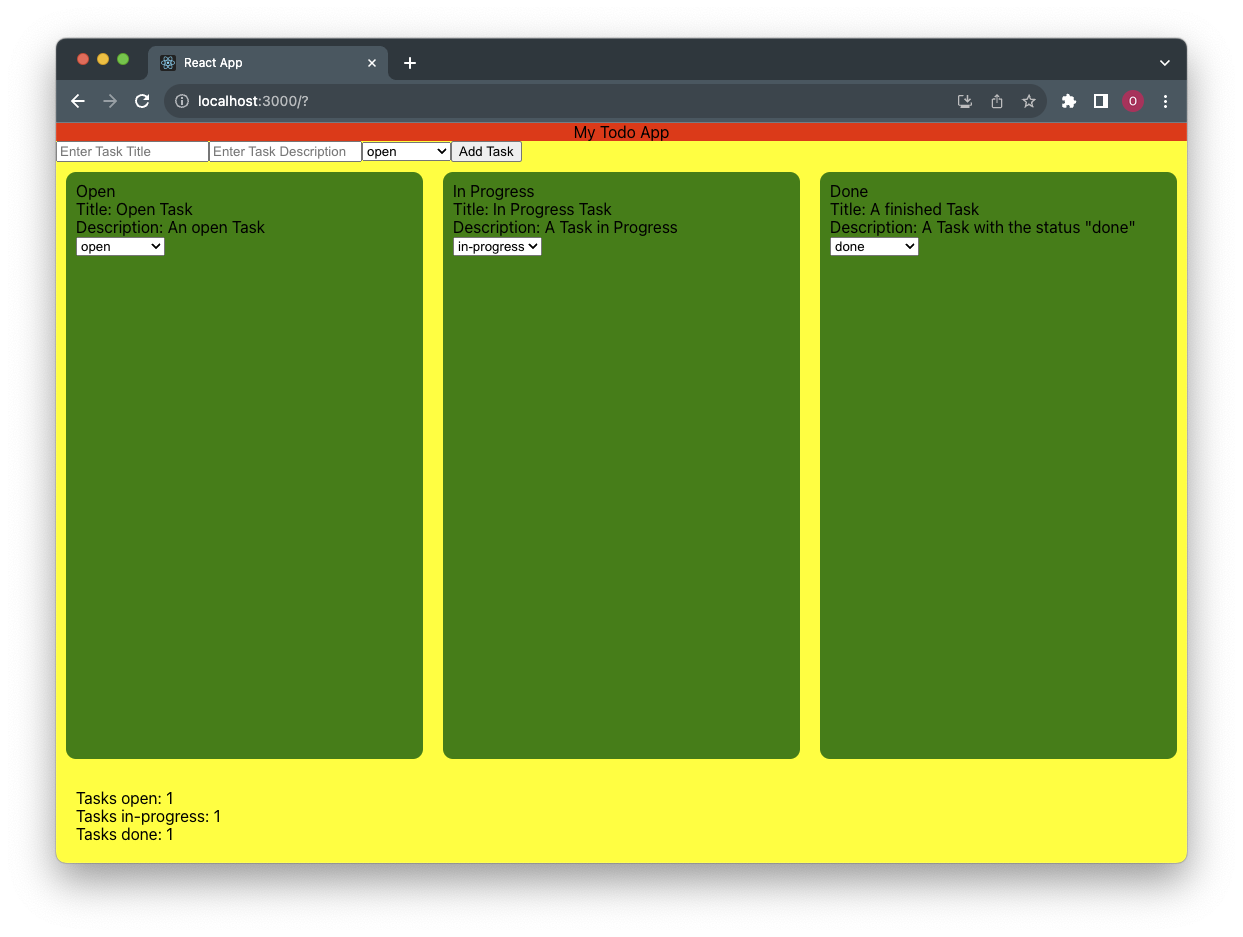 React App
localhost:3000/?
O
My Todo App
Enter Task Title Enter Task Description open Add Task
Open
Title: Open Task
Description: An open Task
open
In Progress
Title: In Progress Task
Description: A Task in Progress
in-progress
Done
Title: A finished Task
Description: A Task with the status "done"
done
Tasks open: 1
Tasks in-progress: 1
Tasks done: 1